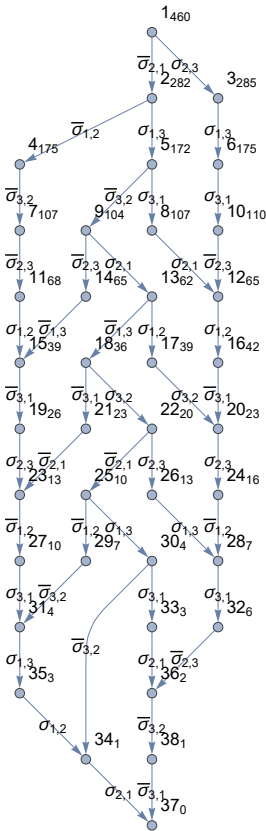 1₄₆₀
σ̅₂,₁ σ₂,₃
2₂₈₂ 3₂₈₅
σ̅₁,₂ σ₁,₃ σ₁,₃
4₁₇₅ 5₁₇₂ 6₁₇₅
σ̅₃,₂ σ̅₃,₂ σ₃,₁ σ₃,₁
7₁₀₇ 9₁₀₄ 8₁₀₇ 10₁₁₀
σ̅₂,₃ σ̅₂,₃ σ₂,₁ σ₂,₁ σ̅₂,₃
11₆₈ 14₆₅ 13₆₂ 12₆₅
σ₁,₂ σ̅₁,₃ σ̅₁,₃ σ₁,₂ σ₁,₂
15₃₉ 18₃₆ 17₃₉ 16₄₂
σ̅₃,₁ σ̅₃,₁ σ₃,₂ σ₃,₂ σ̅₃,₁
19₂₆ 21₂₃ 22₂₀ 20₂₃
σ₂,₃ σ̅₂,₁ σ̅₂,₁ σ₂,₃ σ₂,₃
23₁₃ 25₁₀ 26₁₃ 24₁₆
σ̅₁,₂ σ̅₁,₂ σ₁,₃ σ₁,₃ σ̅₁,₂
27₁₀ 29₇ 30₄ 28₇
σ₃,₁ σ̅₃,₂ σ₃,₁ σ₃,₁
31₄ 33₃ 32₆
σ₁,₃ σ̅₃,₂ σ₂,₁ σ̅₂,₃
35₃ 36₂
σ₁,₂ σ̅₃,₂
34₁ 38₁
σ₂,₁ σ̅₃,₁
37₀